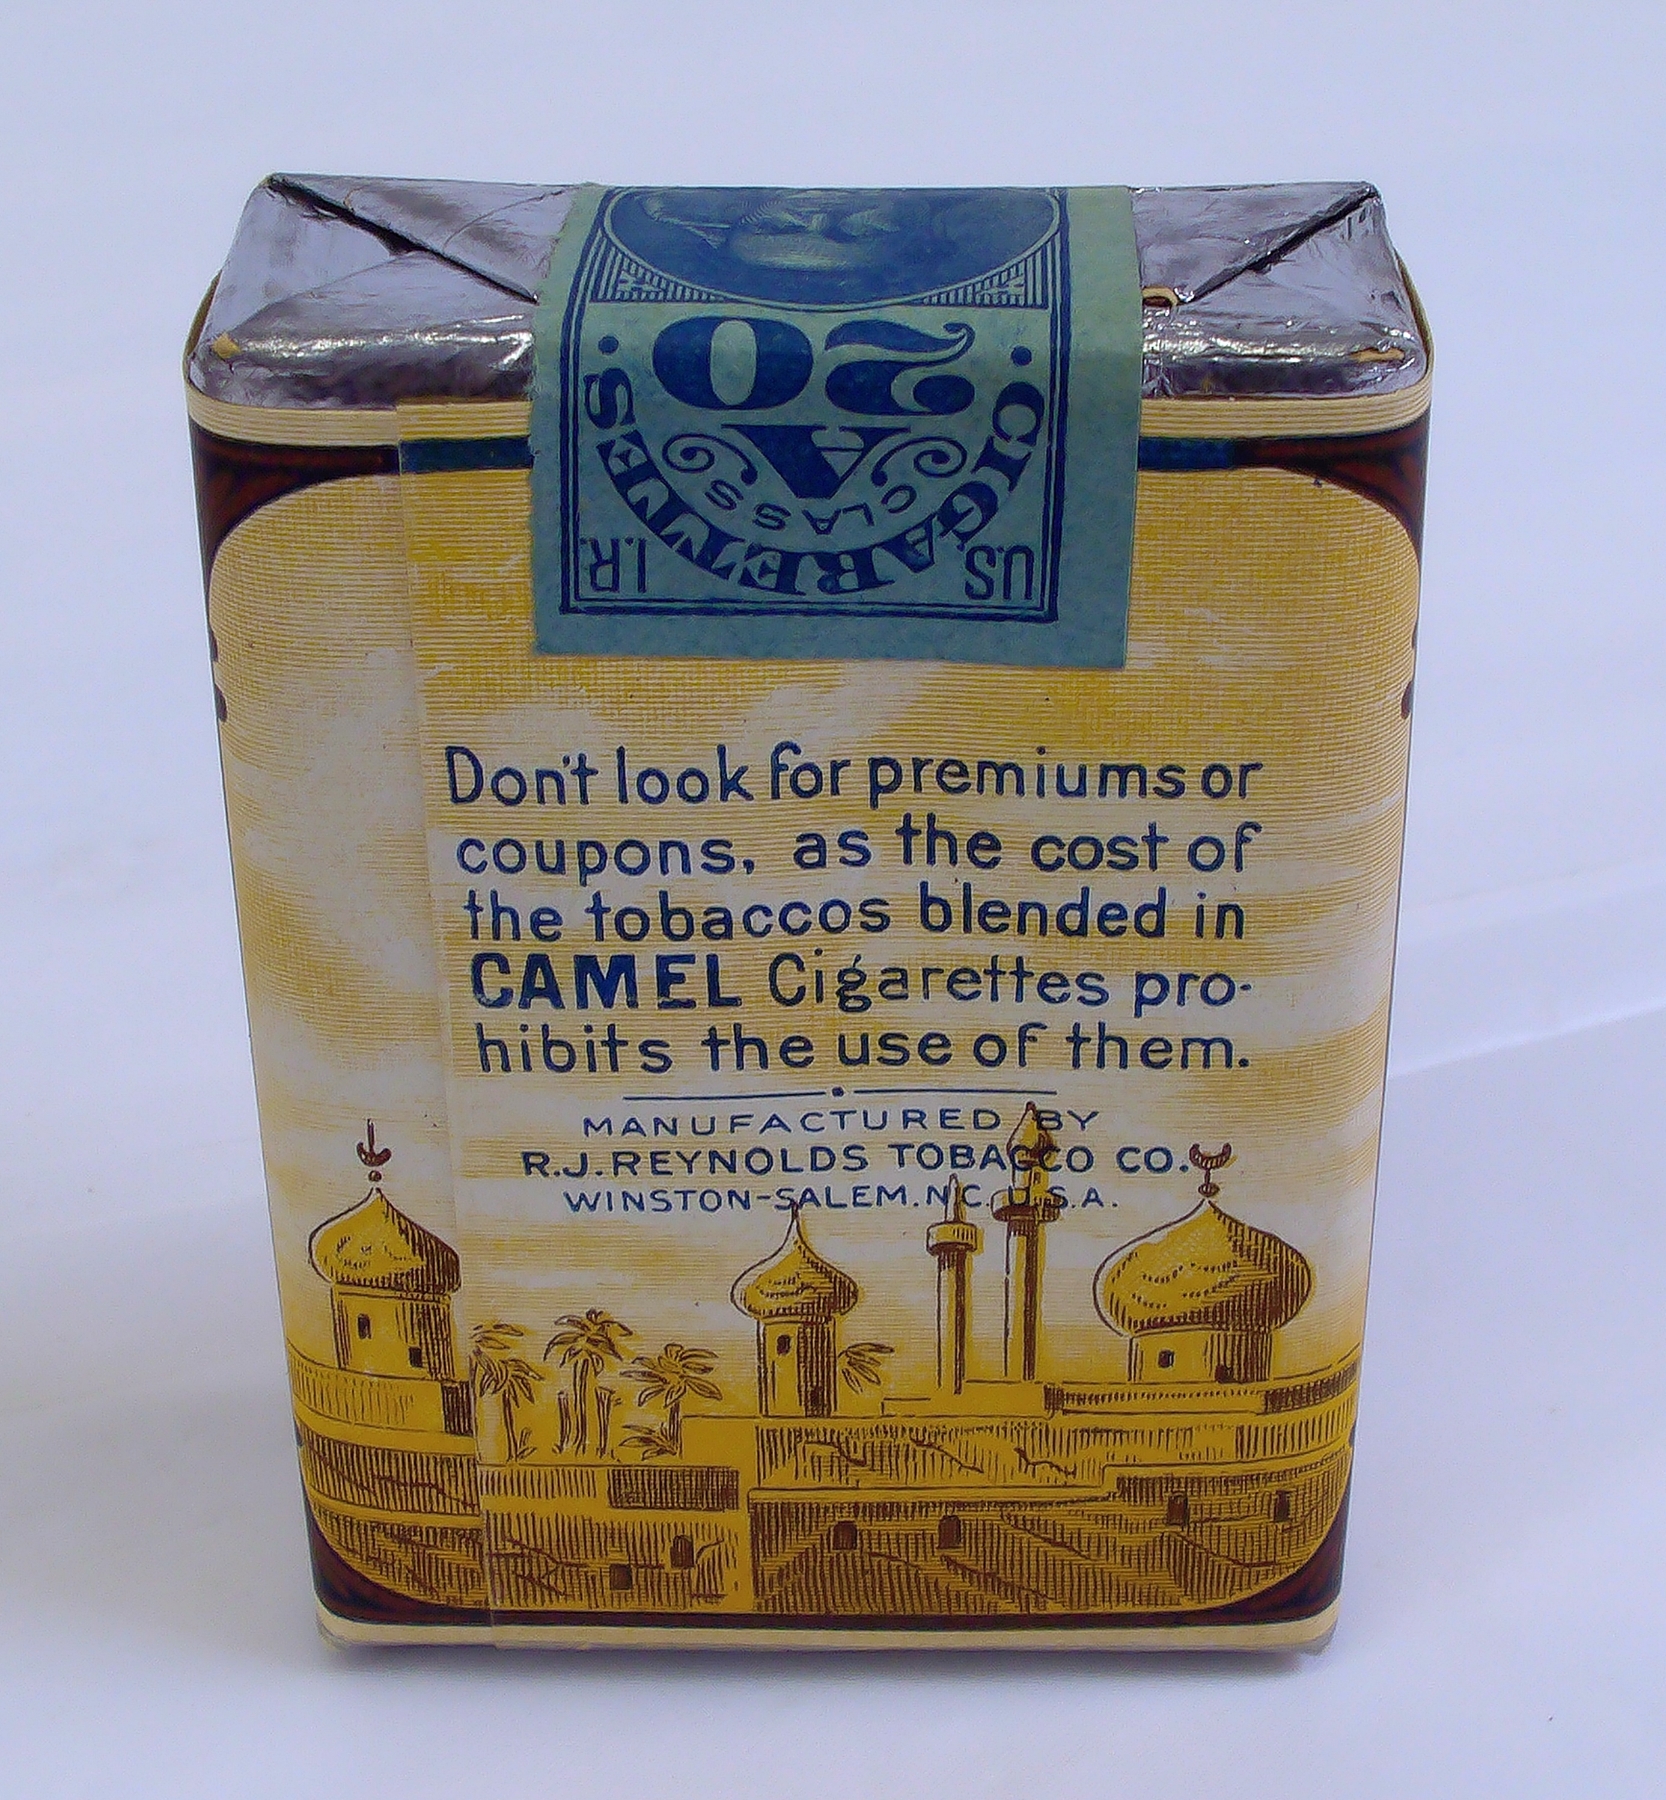 20
A
CLASS
CIGARETTES
U.S. I.R.
Don't look for premiums or
coupons, as the cost of
the tobaccos blended in
CAMEL Cigarettes pro-
hibits the use of them.
MANUFACTURED BY
R.J. REYNOLDS TOBACCO CO.
WINSTON-SALEM. N.C. U.S.A.